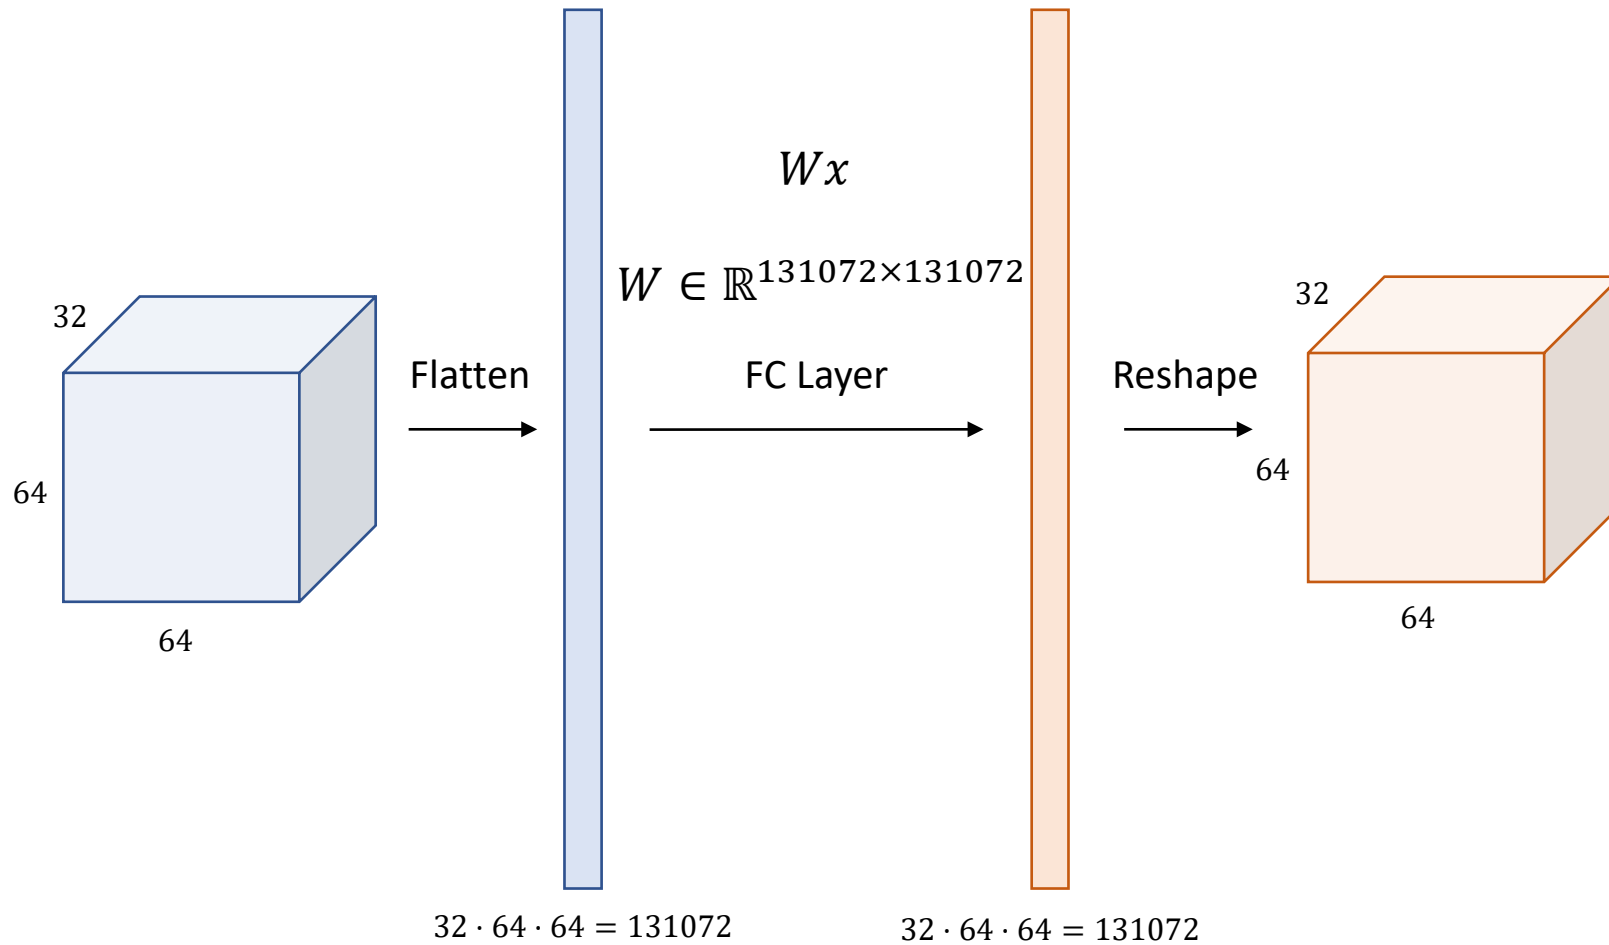 Wx
W ∈ ℝ^131072×131072
32
64
64
Flatten
FC Layer
Reshape
32
64
64
32 · 64 · 64 = 131072
32 · 64 · 64 = 131072